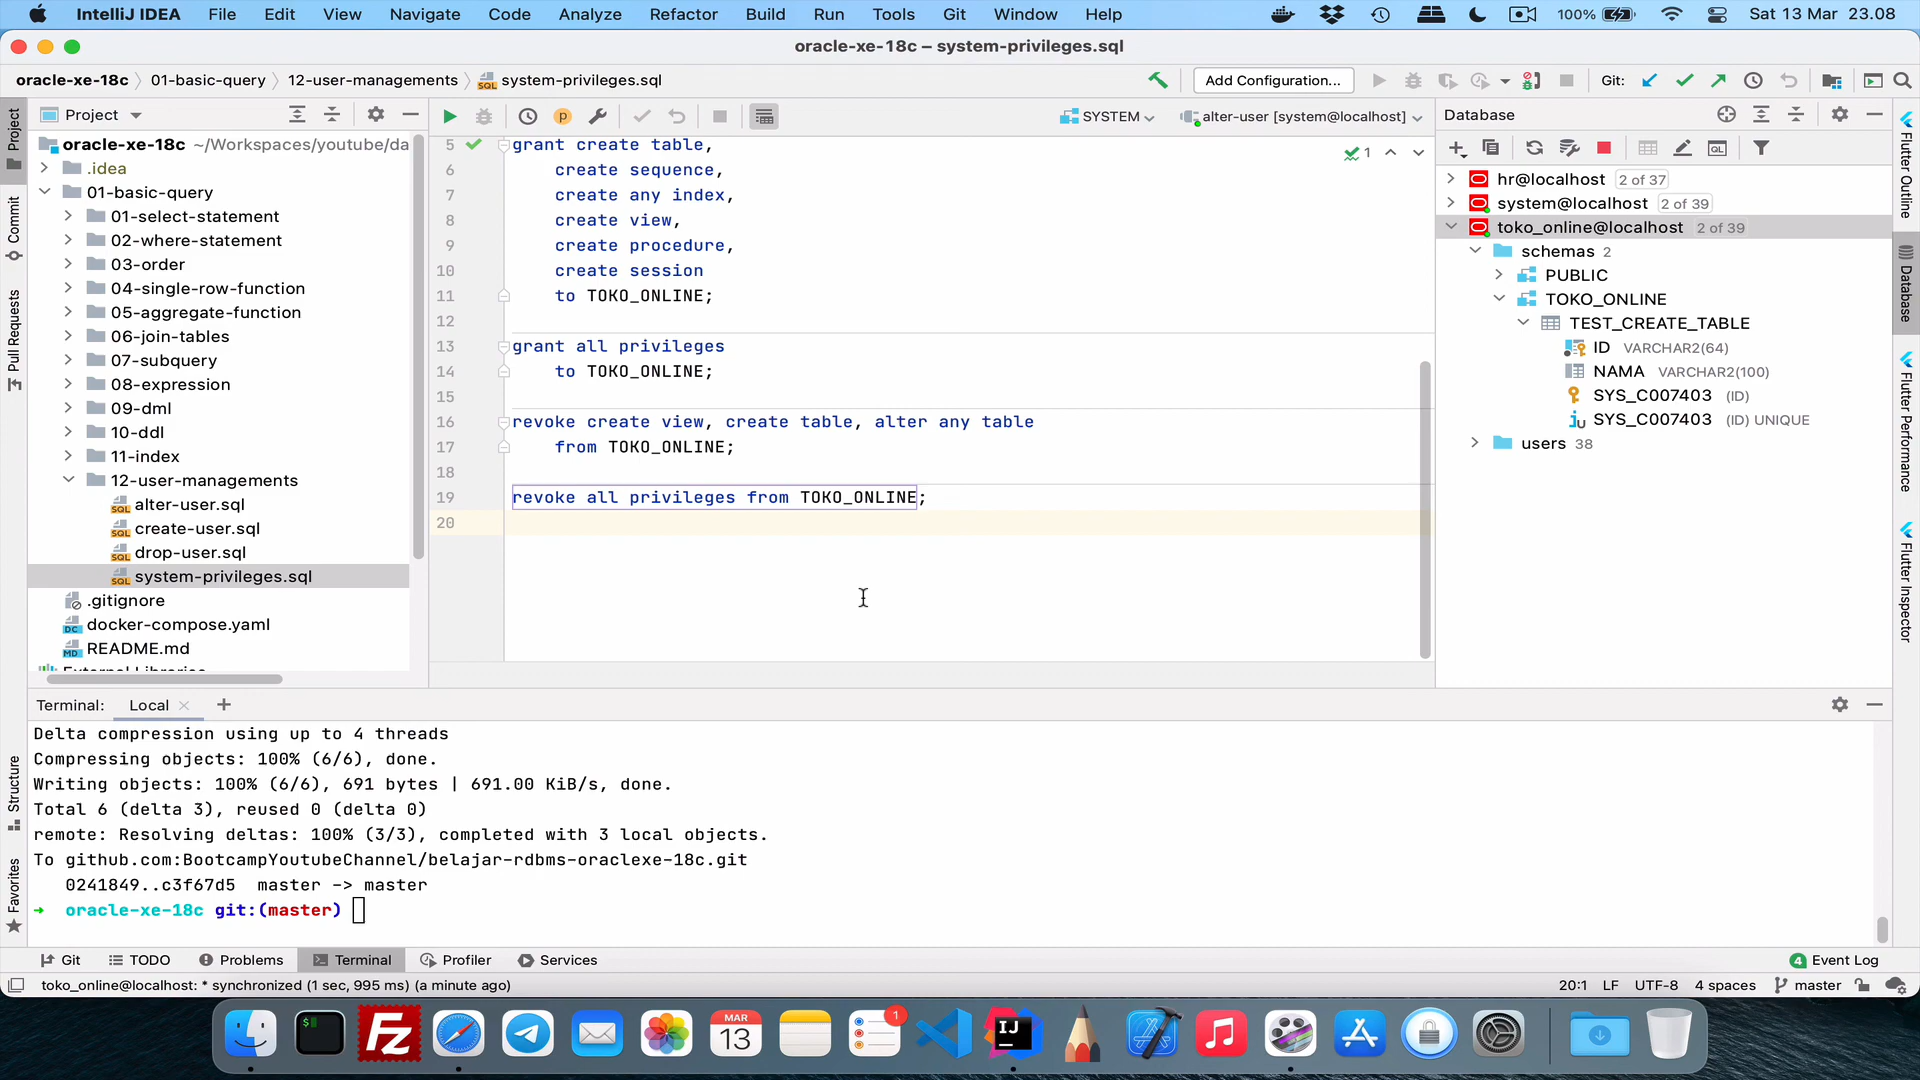 IntelliJ IDEA File Edit View Navigate Code Analyze Refactor Build Run Tools Git Window Help 100% Sat 13 Mar 23.08
oracle-xe-18c – system-privileges.sql
oracle-xe-18c 01-basic-query 12-user-managements system-privileges.sql Add Configuration... Git:
Project
SYSTEM alter-user [system@localhost]
Database
Project
Commit
Pull Requests
Structure
Favorites
oracle-xe-18c ~/Workspaces/youtube/da
.idea
01-basic-query
01-select-statement
02-where-statement
03-order
04-single-row-function
05-aggregate-function
06-join-tables
07-subquery
08-expression
09-dml
10-ddl
11-index
12-user-managements
alter-user.sql
create-user.sql
drop-user.sql
system-privileges.sql
.gitignore
docker-compose.yaml
README.md
5 grant create table,
6 create sequence,
7 create any index,
8 create view,
9 create procedure,
10 create session
11 to TOKO_ONLINE;
12
13 grant all privileges
14 to TOKO_ONLINE;
15
16 revoke create view, create table, alter any table
17 from TOKO_ONLINE;
18
19 revoke all privileges from TOKO_ONLINE;
20
1
hr@localhost 2 of 37
system@localhost 2 of 39
toko_online@localhost 2 of 39
schemas 2
PUBLIC
TOKO_ONLINE
TEST_CREATE_TABLE
ID VARCHAR2(64)
NAMA VARCHAR2(100)
SYS_C007403 (ID)
SYS_C007403 (ID) UNIQUE
users 38
Flutter Outline
Database
Flutter Performance
Flutter Inspector
Terminal: Local
Delta compression using up to 4 threads
Compressing objects: 100% (6/6), done.
Writing objects: 100% (6/6), 691 bytes | 691.00 KiB/s, done.
Total 6 (delta 3), reused 0 (delta 0)
remote: Resolving deltas: 100% (3/3), completed with 3 local objects.
To github.com:BootcampYoutubeChannel/belajar-rdbms-oraclexe-18c.git
0241849..c3f67d5 master -> master
oracle-xe-18c git:(master)
Git TODO Problems Terminal Profiler Services 4 Event Log
toko_online@localhost: * synchronized (1 sec, 995 ms) (a minute ago) 20:1 LF UTF-8 4 spaces master
MAR
13
1
IJ